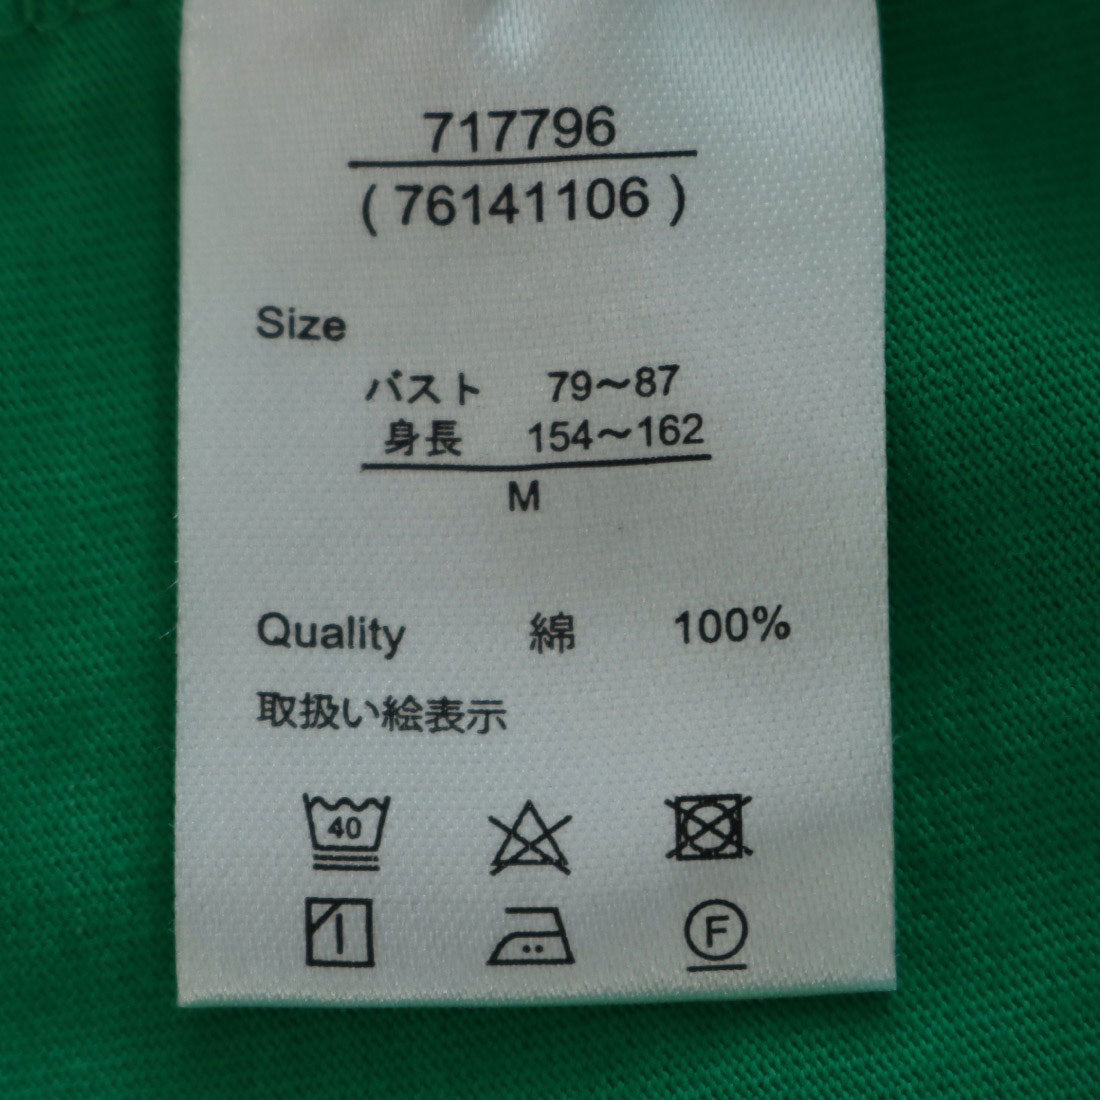 717796
(76141106)
Size
バスト 79〜87
身長 154〜162
M
Quality 綿 100%
取扱い絵表示
40
F